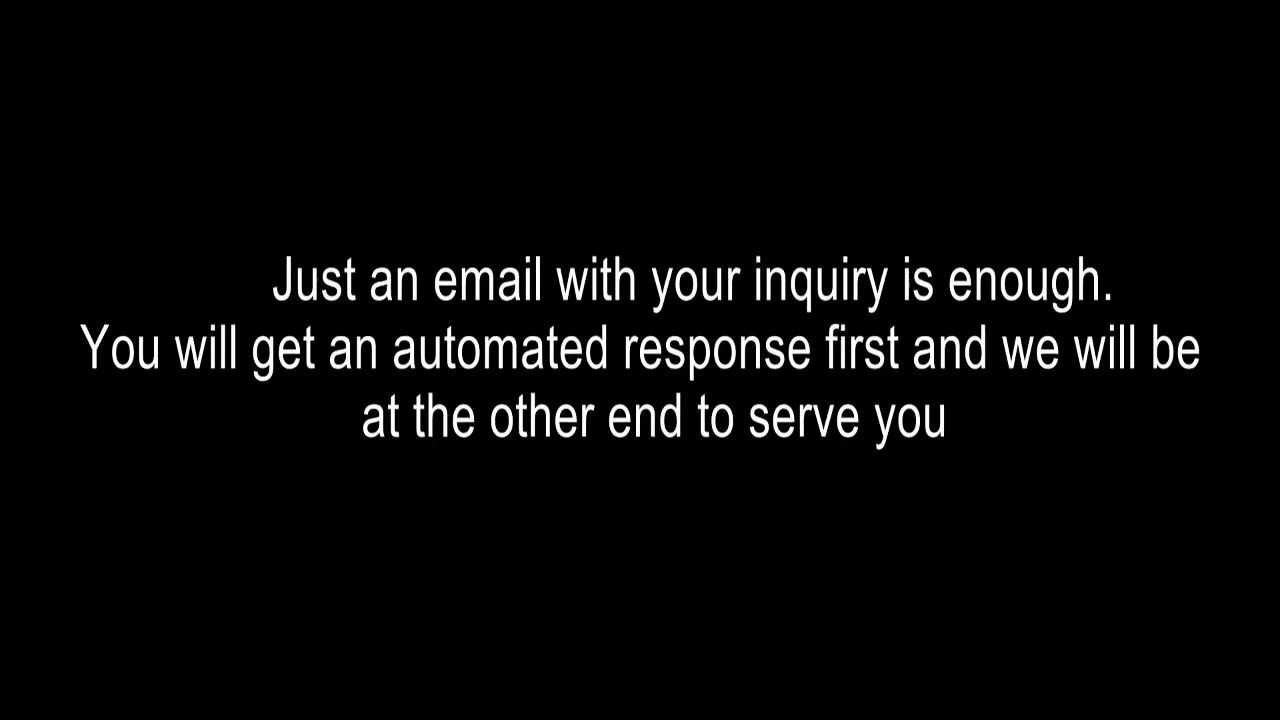 Just an email with your inquiry is enough.
You will get an automated response first and we will be
at the other end to serve you